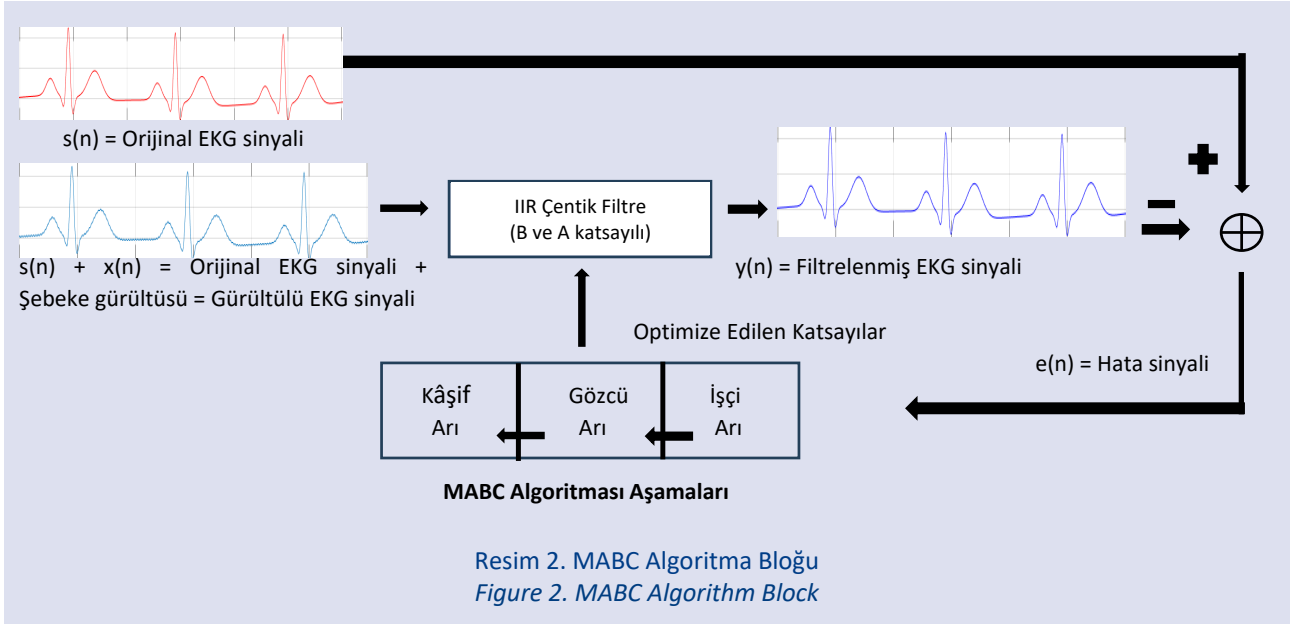 s(n) = Orijinal EKG sinyali
s(n) + x(n) = Orijinal EKG sinyali +
Şebeke gürültüsü = Gürültülü EKG sinyali
IIR Çentik Filtre
(B ve A katsayılı)
y(n) = Filtrelenmiş EKG sinyali
Optimize Edilen Katsayılar
e(n) = Hata sinyali
Kâşif
Arı
Gözcü
Arı
İşçi
Arı
MABC Algoritması Aşamaları
Resim 2. MABC Algoritma Bloğu
Figure 2. MABC Algorithm Block